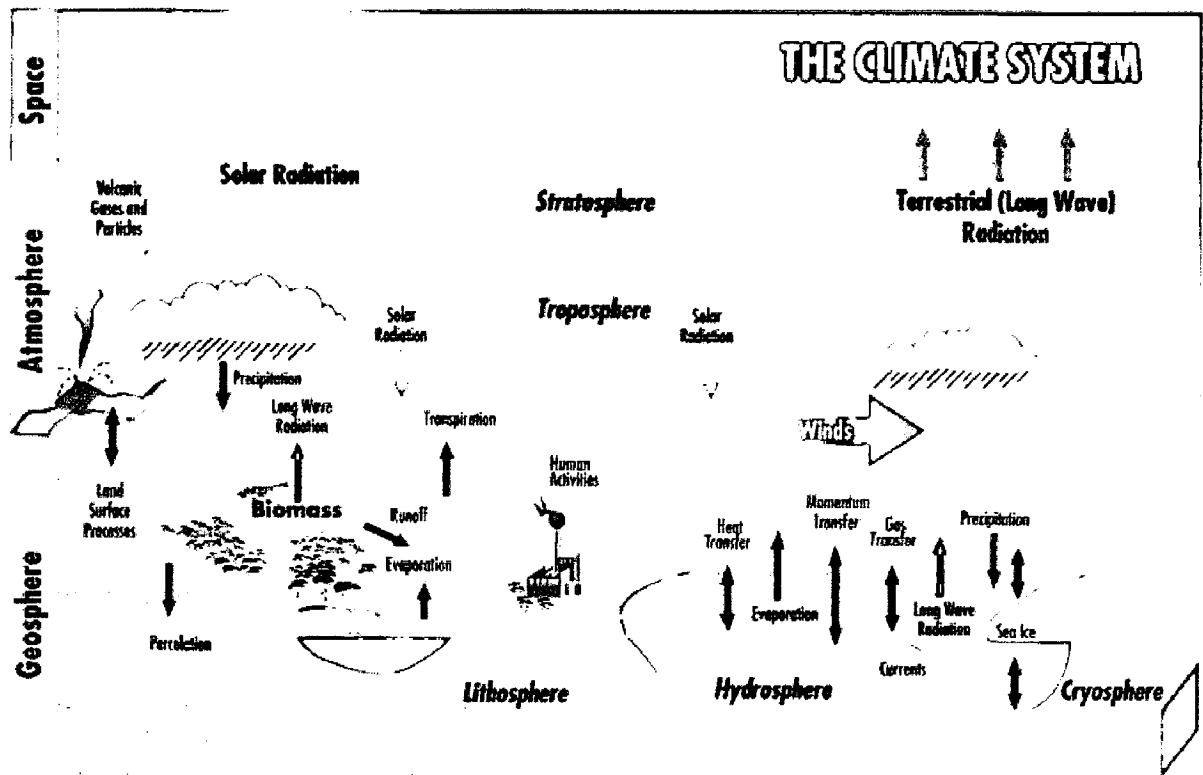 THE CLIMATE SYSTEM
Space
Atmosphere
Geosphere
Solar Radiation
Volcanic
Gases and
Particles
Stratosphere
Terrestrial (Long Wave)
Radiation
Troposphere
Solar
Radiation
Solar
Radiation
Precipitation
Long Wave
Radiation
Transpiration
Winds
Land
Surface
Processes
Biomass
Runoff
Human
Activities
Evaporation
Percolation
Heat
Transfer
Momentum
Transfer
Gas
Transfer
Precipitation
Evaporation
Long Wave
Radiation
Sea Ice
Currents
Lithosphere
Hydrosphere
Cryosphere